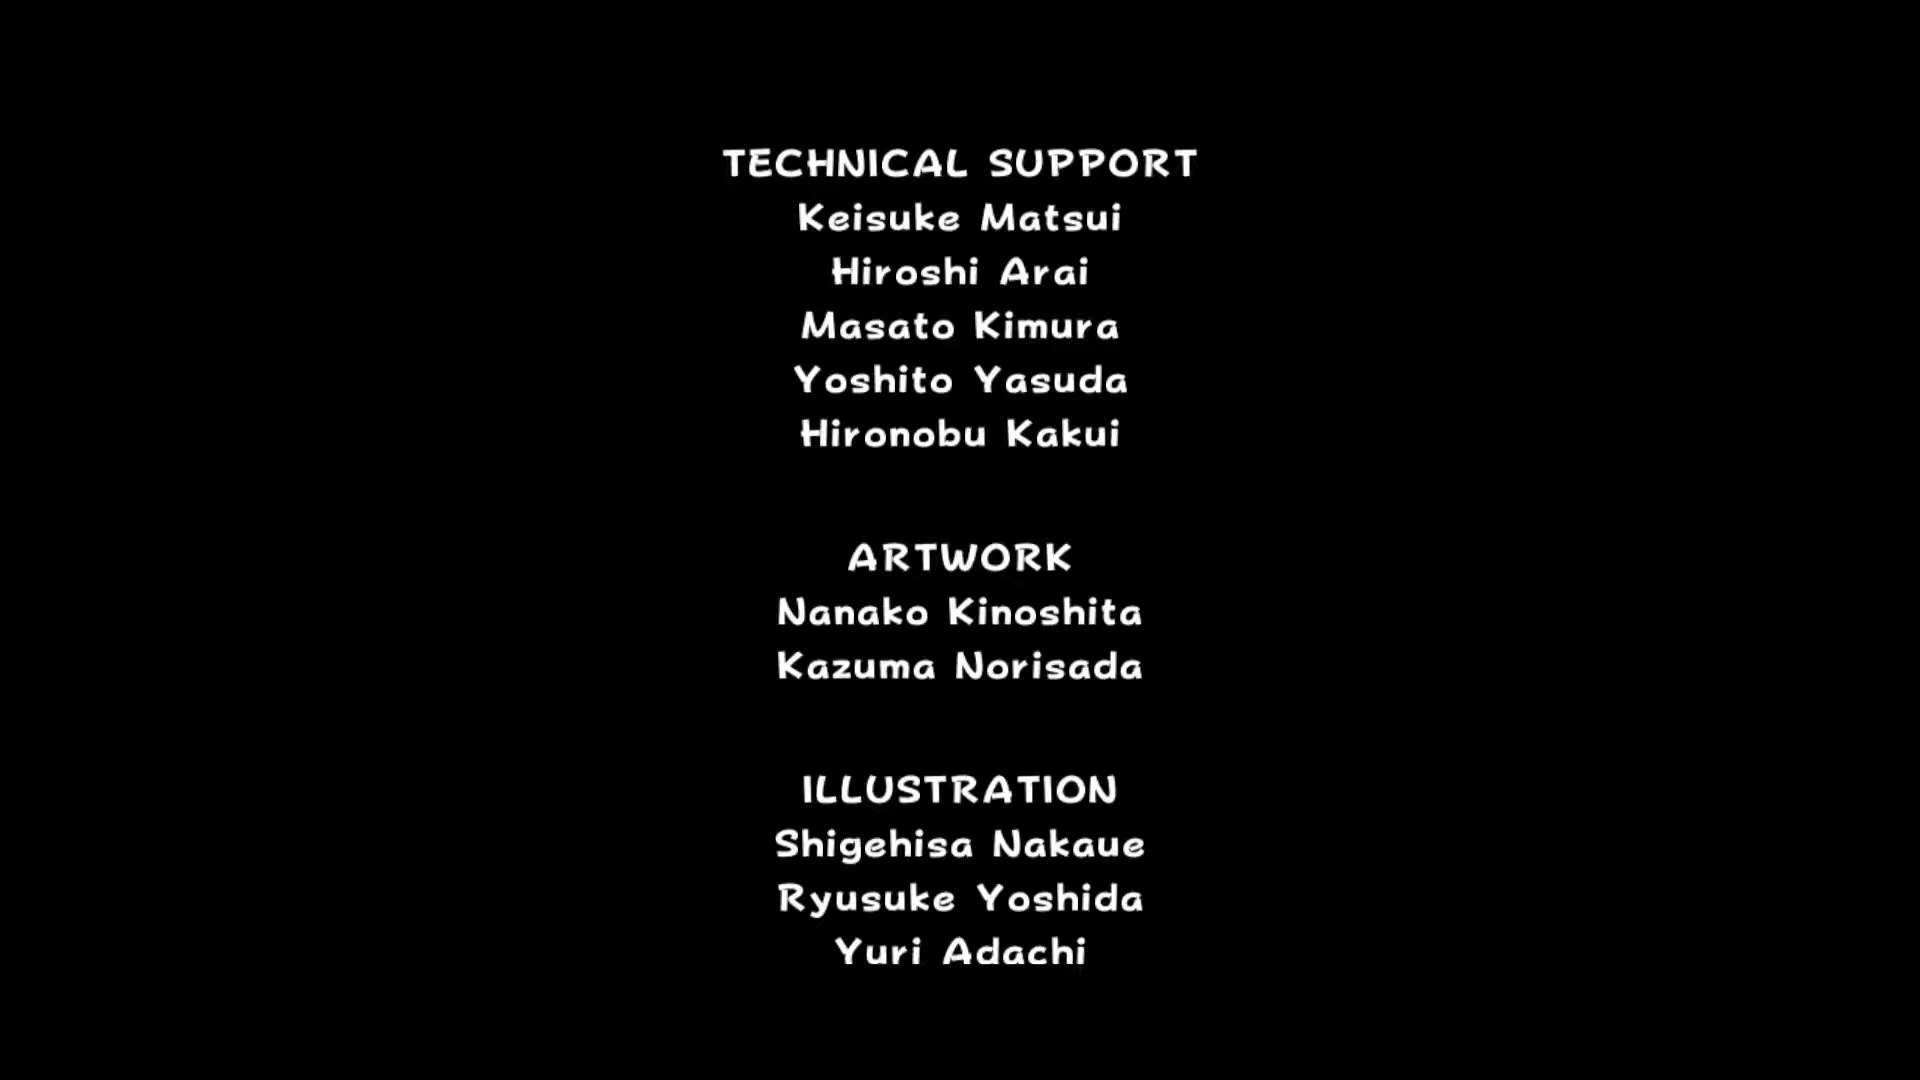 TECHNICAL SUPPORT
Keisuke Matsui
Hiroshi Arai
Masato Kimura
Yoshito Yasuda
Hironobu Kakui
ARTWORK
Nanako Kinoshita
Kazuma Norisada
ILLUSTRATION
Shigehisa Nakaue
Ryusuke Yoshida
Yuri Adachi